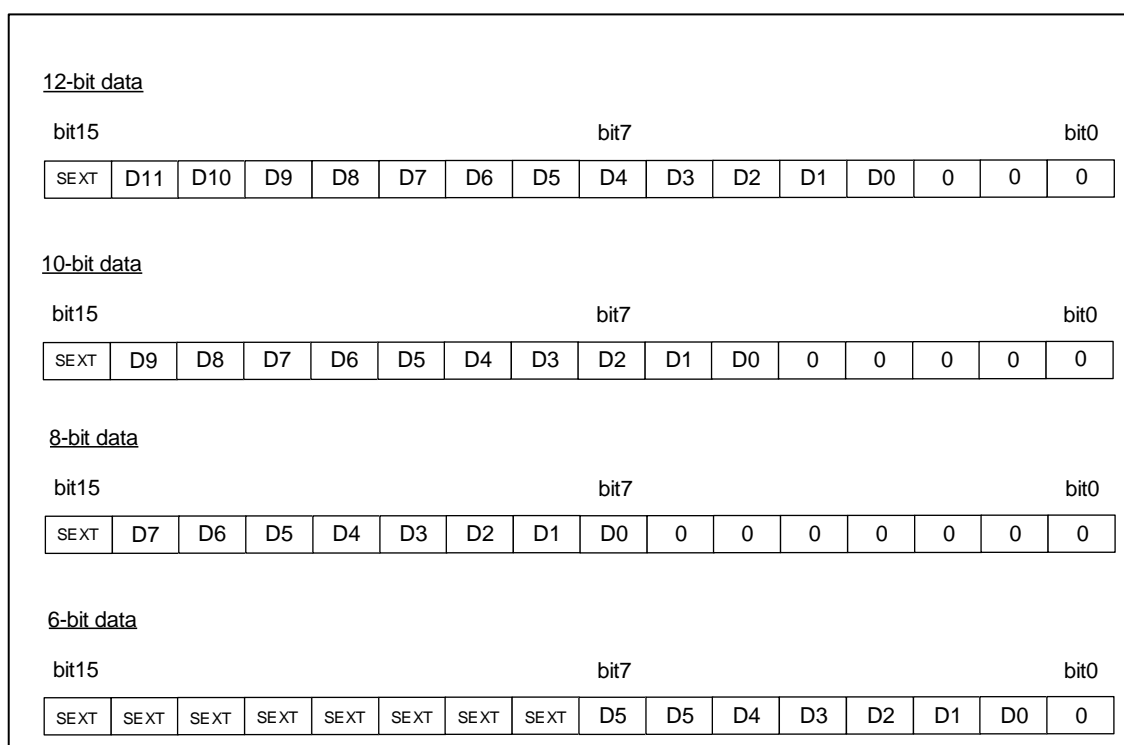 12-bit data
bit15 bit7 bit0
SEXT D11 D10 D9 D8 D7 D6 D5 D4 D3 D2 D1 D0 0 0 0
10-bit data
bit15 bit7 bit0
SEXT D9 D8 D7 D6 D5 D4 D3 D2 D1 D0 0 0 0 0 0
8-bit data
bit15 bit7 bit0
SEXT D7 D6 D5 D4 D3 D2 D1 D0 0 0 0 0 0 0 0
6-bit data
bit15 bit7 bit0
SEXT SEXT SEXT SEXT SEXT SEXT SEXT SEXT D5 D5 D4 D3 D2 D1 D0 0